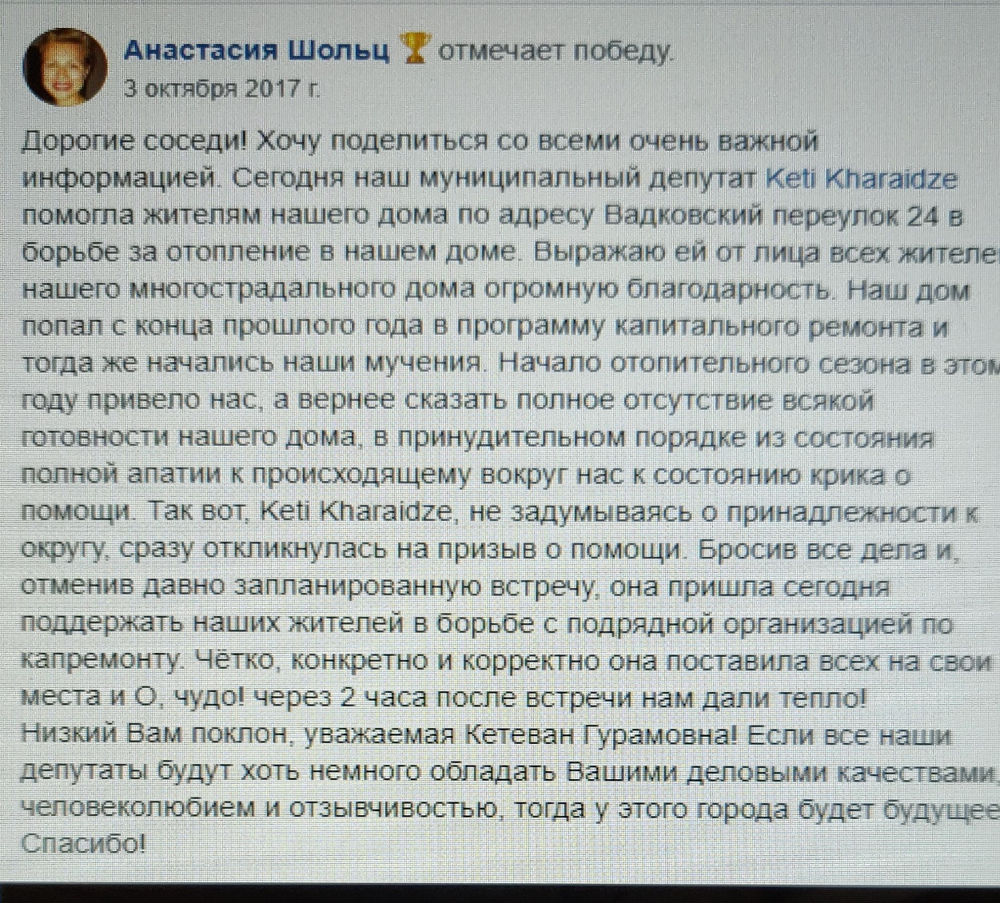 Анастасия Шольц 🏆 отмечает победу.
3 октября 2017 г.
Дорогие соседи! Хочу поделиться со всеми очень важной
информацией. Сегодня наш муниципальный депутат Keti Kharaidze
помогла жителям нашего дома по адресу Вадковский переулок 24 в
борьбе за отопление в нашем доме. Выражаю ей от лица всех жителе
нашего многострадального дома огромную благодарность. Наш дом
попал с конца прошлого года в программу капитального ремонта и
тогда же начались наши мучения. Начало отопительного сезона в этом
году привело нас, а вернее сказать полное отсутствие всякой
готовности нашего дома, в принудительном порядке из состояния
полной апатии к происходящему вокруг нас к состоянию крика о
помощи. Так вот, Keti Kharaidze, не задумываясь о принадлежности к
округу, сразу откликнулась на призыв о помощи. Бросив все дела и,
отменив давно запланированную встречу, она пришла сегодня
поддержать наших жителей в борьбе с подрядной организацией по
капремонту. Чётко, конкретно и корректно она поставила всех на свои
места и О, чудо! через 2 часа после встречи нам дали тепло!
Низкий Вам поклон, уважаемая Кетеван Гурамовна! Если все наши
депутаты будут хоть немного обладать Вашими деловыми качествами,
человеколюбием и отзывчивостью, тогда у этого города будет будущее
Спасибо!